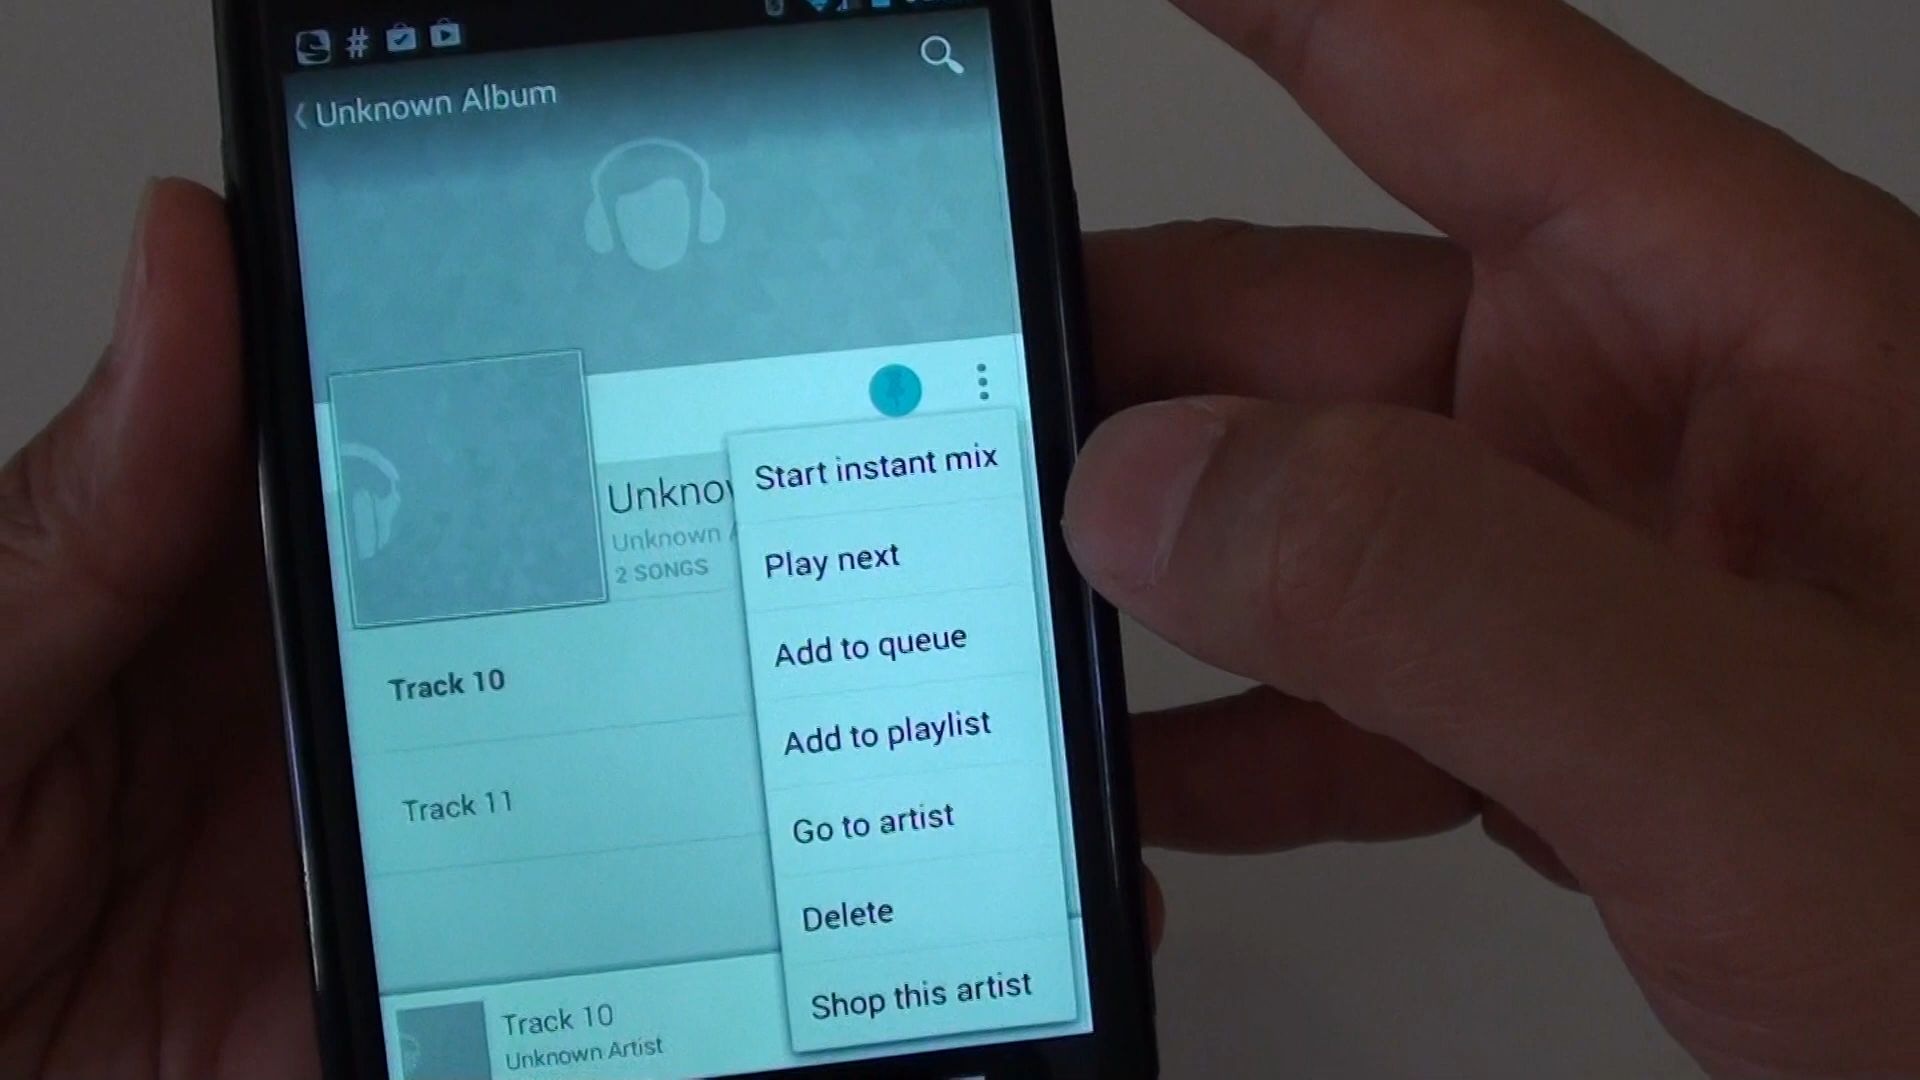 Unknown Album
Unknow
Unknown A
2 SONGS
Start instant mix
Play next
Add to queue
Add to playlist
Go to artist
Delete
Shop this artist
Track 10
Track 11
Track 10
Unknown Artist